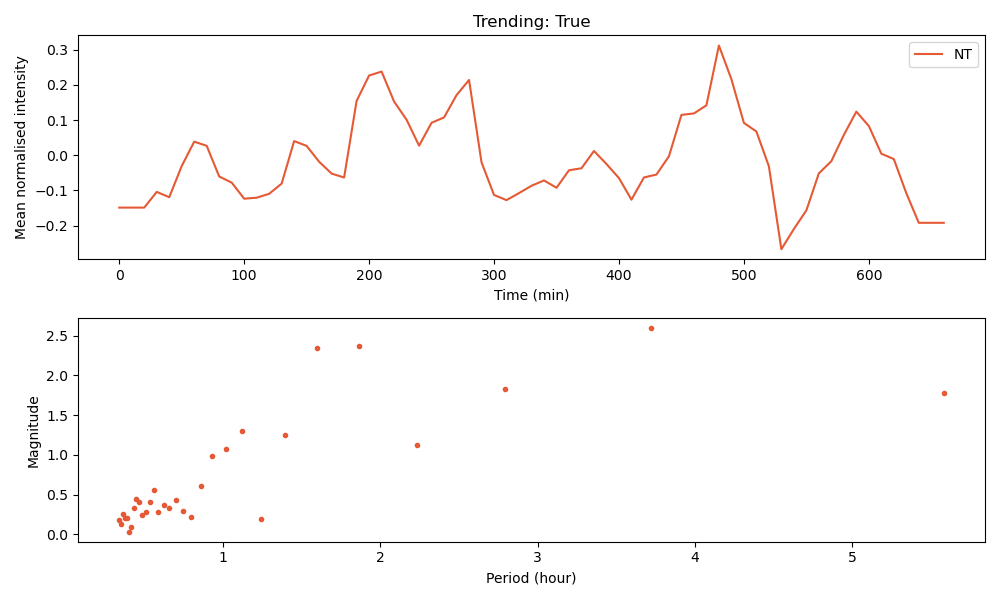 Trending: True
Mean normalised intensity
0.3
0.2
0.1
0.0
−0.1
−0.2
NT
0 100 200 300 400 500 600
Time (min)
Magnitude
2.5
2.0
1.5
1.0
0.5
0.0
1 2 3 4 5
Period (hour)